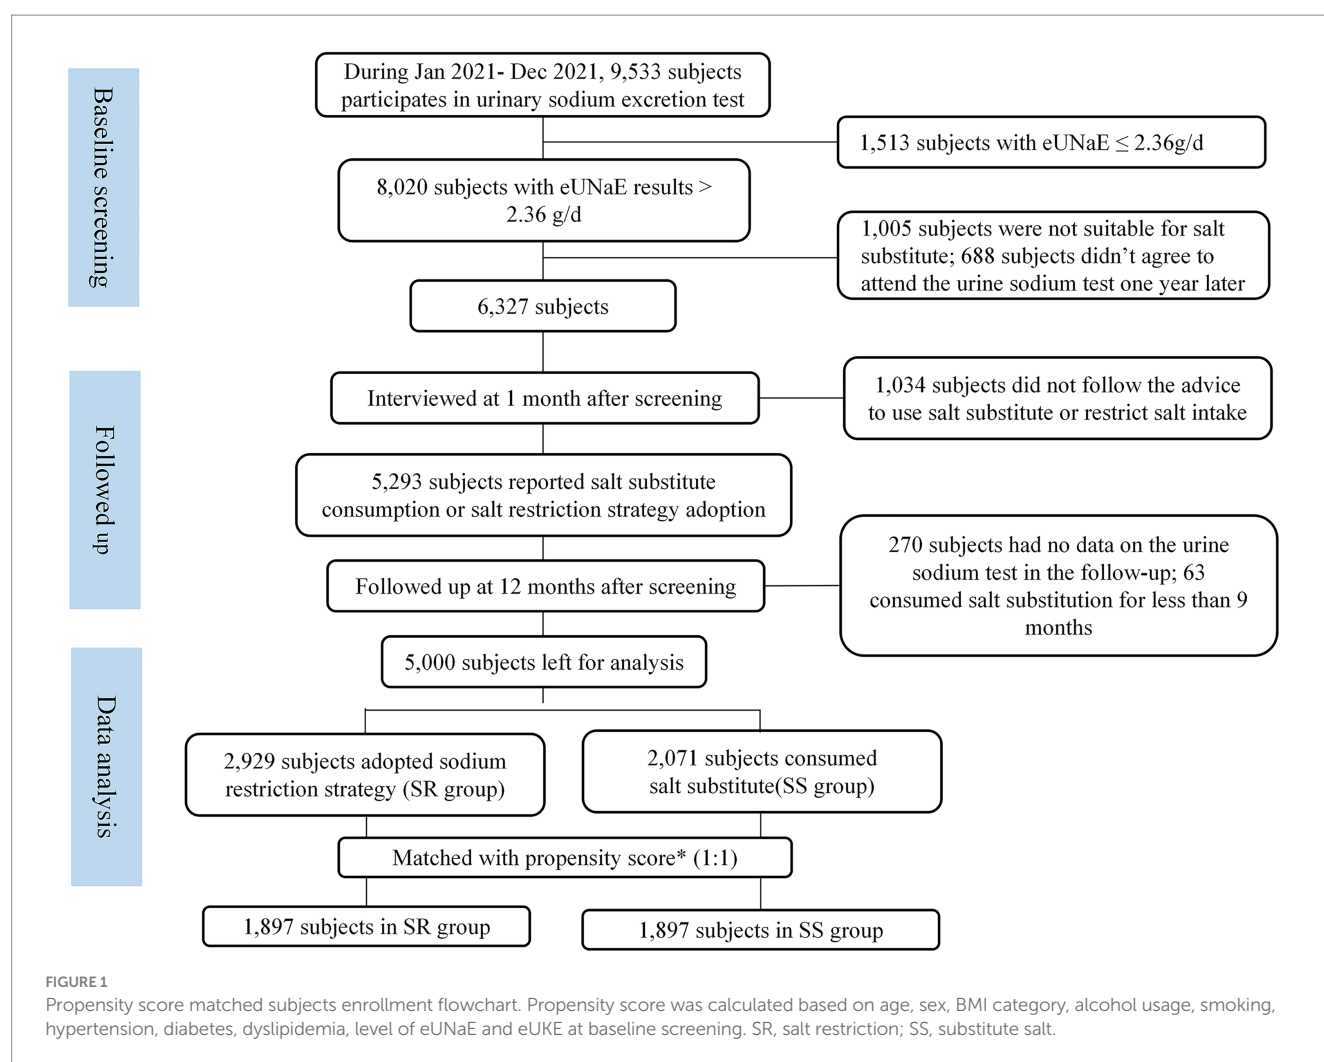 Baseline screening
During Jan 2021- Dec 2021, 9,533 subjects
participates in urinary sodium excretion test
1,513 subjects with eUNaE ≤ 2.36g/d
8,020 subjects with eUNaE results >
2.36 g/d
1,005 subjects were not suitable for salt
substitute; 688 subjects didn’t agree to
attend the urine sodium test one year later
6,327 subjects
Followed up
Interviewed at 1 month after screening
1,034 subjects did not follow the advice
to use salt substitute or restrict salt intake
5,293 subjects reported salt substitute
consumption or salt restriction strategy adoption
Followed up at 12 months after screening
270 subjects had no data on the urine
sodium test in the follow-up; 63
consumed salt substitution for less than 9
months
Data analysis
5,000 subjects left for analysis
2,929 subjects adopted sodium
restriction strategy (SR group)
2,071 subjects consumed
salt substitute(SS group)
Matched with propensity score* (1:1)
1,897 subjects in SR group
1,897 subjects in SS group
FIGURE 1
Propensity score matched subjects enrollment flowchart. Propensity score was calculated based on age, sex, BMI category, alcohol usage, smoking,
hypertension, diabetes, dyslipidemia, level of eUNaE and eUKE at baseline screening. SR, salt restriction; SS, substitute salt.